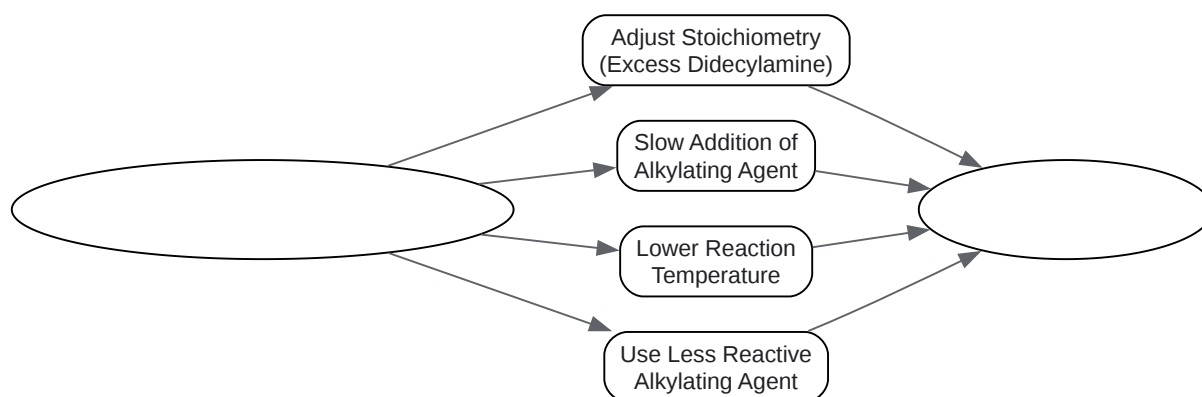 Adjust Stoichiometry
(Excess Didecylamine)
Slow Addition of
Alkylating Agent
Lower Reaction
Temperature
Use Less Reactive
Alkylating Agent